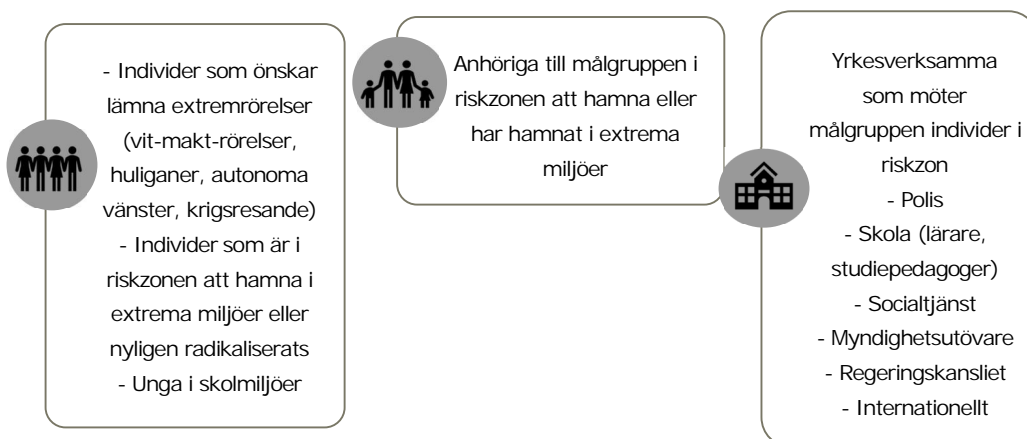 - Individer som önskar
lämna extremrörelser
(vit-makt-rörelser,
huliganer, autonoma
vänster, krigsresande)
- Individer som är i
riskzonen att hamna i
extrema miljöer eller
nyligen radikaliserats
- Unga i skolmiljöer
Anhöriga till målgruppen i
riskzonen att hamna eller
har hamnat i extrema
miljöer
Yrkesverksamma
som möter
målgruppen individer i
riskzon
- Polis
- Skola (lärare,
studiepedagoger)
- Socialtjänst
- Myndighetsutövare
- Regeringskansliet
- Internationellt